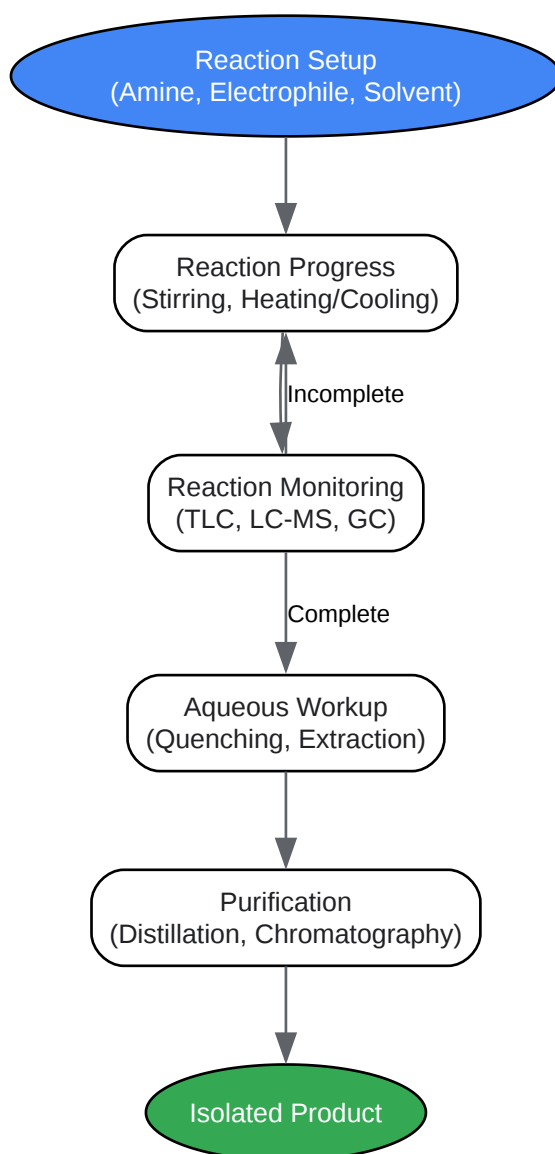 Reaction Setup
(Amine, Electrophile, Solvent)
Reaction Progress
(Stirring, Heating/Cooling)
Incomplete
Reaction Monitoring
(TLC, LC-MS, GC)
Complete
Aqueous Workup
(Quenching, Extraction)
Purification
(Distillation, Chromatography)
Isolated Product